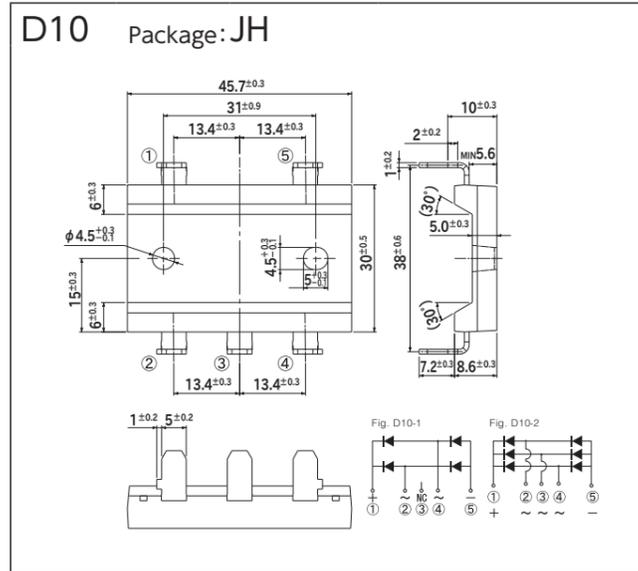 D10 Package: JH
45.7±0.3
31±0.9
13.4±0.3 13.4±0.3
① ⑤
6±0.3
φ4.5+0.3-0.1
15±0.3
6±0.3
4.5+0.3-0.1
5+0.3-0.1
30±0.5
② ③ ④
13.4±0.3 13.4±0.3
10±0.3
2±0.2
1±0.2
MIN5.6
(30°)
5.0±0.3
38±0.6
(30°)
7.2±0.3 8.6±0.3
1±0.2 5±0.2
Fig. D10-1
+ ~ NC ~ −
① ② ③ ④ ⑤
Fig. D10-2
① ② ③ ④ ⑤
+ ~ ~ ~ −